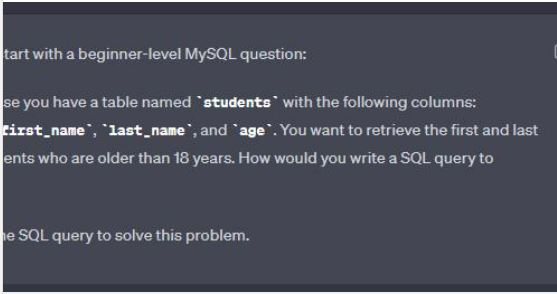 tart with a beginner-level MySQL question:
se you have a table named `students` with the following columns:
first_name`, `last_name`, and `age`. You want to retrieve the first and last
ents who are older than 18 years. How would you write a SQL query to
e SQL query to solve this problem.